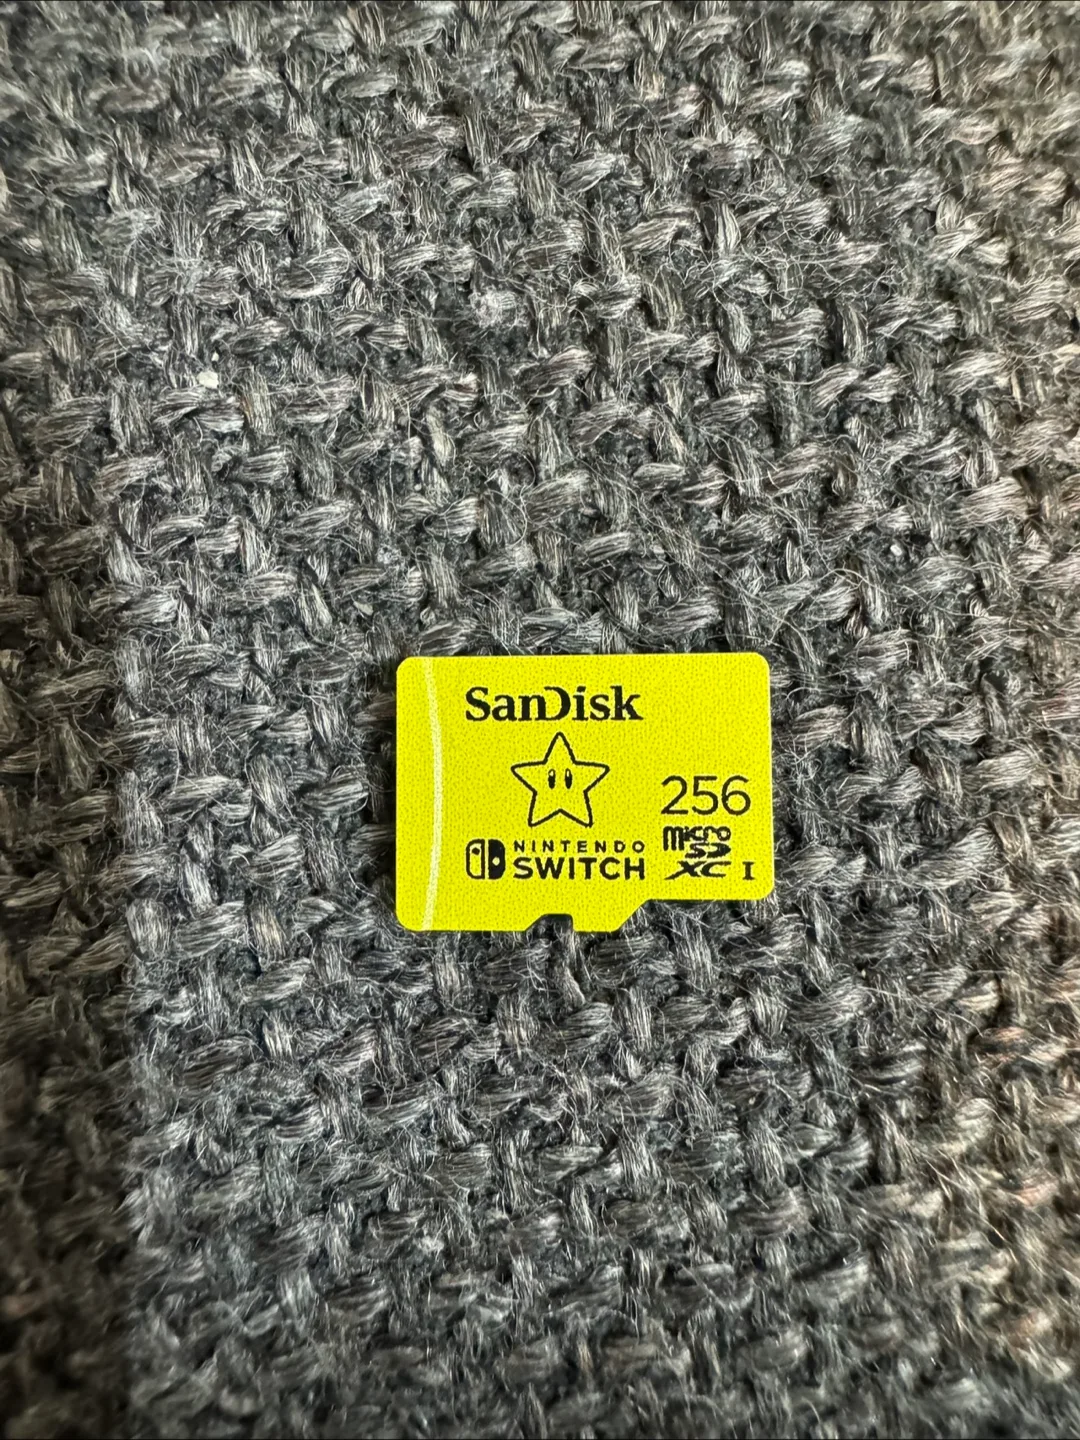 SanDisk
256
NINTENDO
SWITCH
micro
SD
XC I